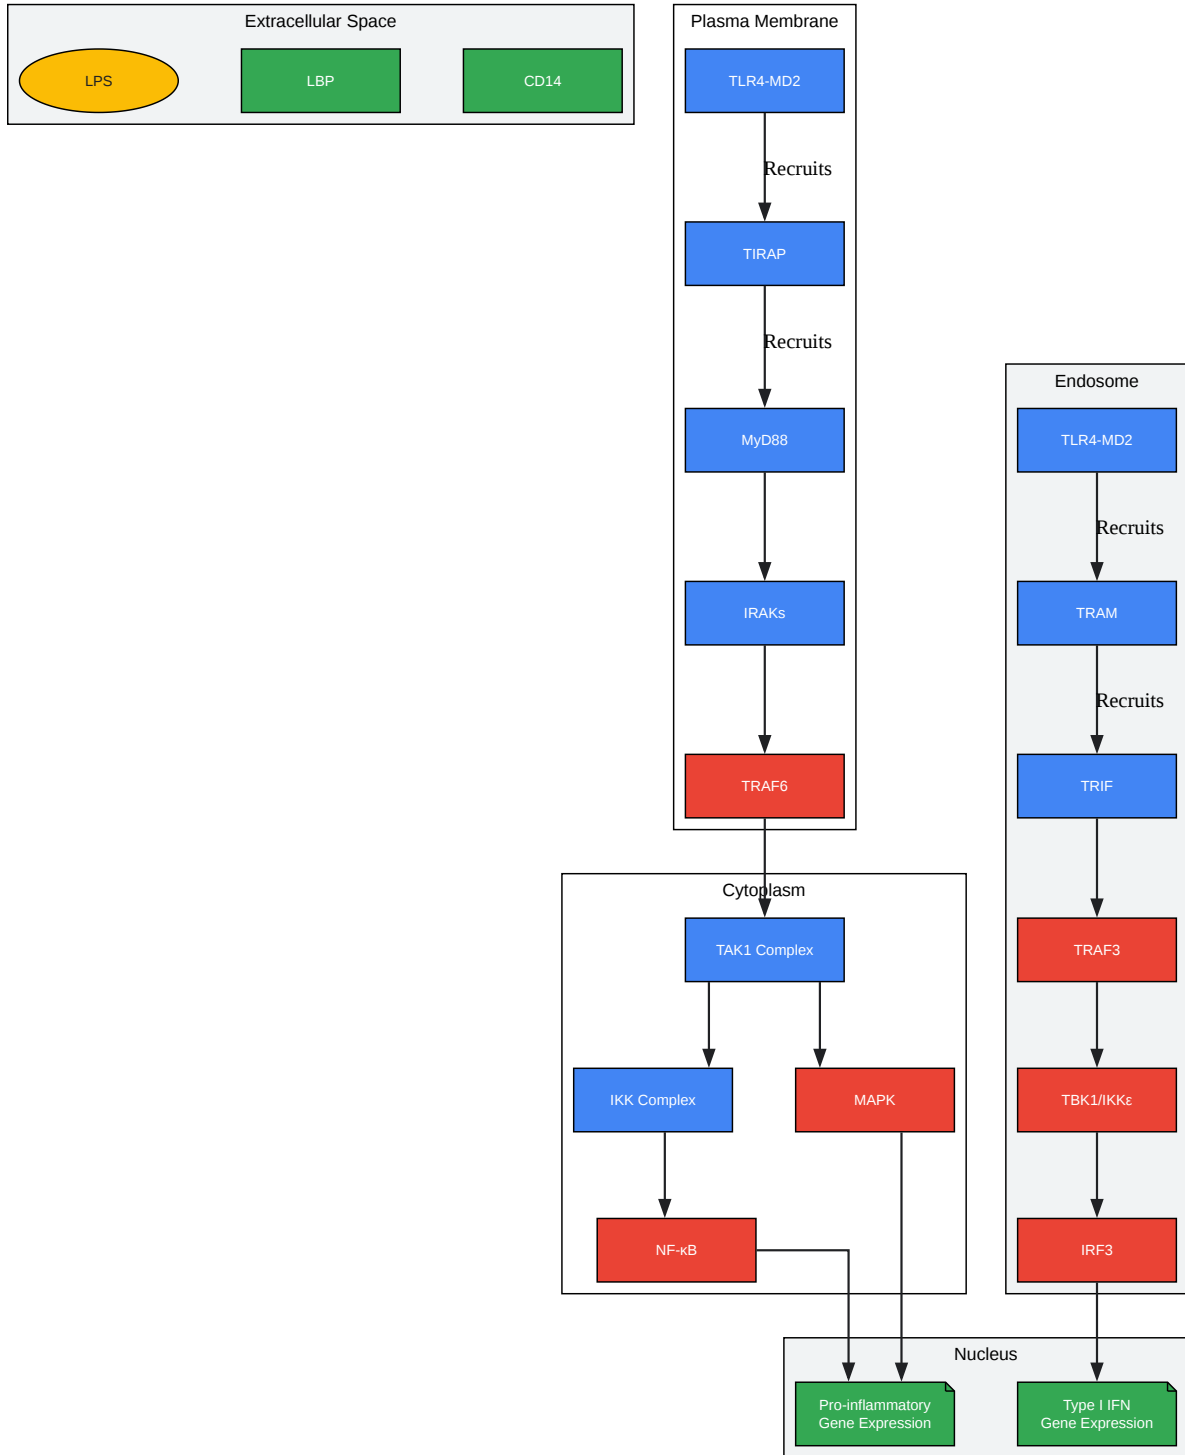 Extracellular Space
LPS
LBP
CD14
Plasma Membrane
TLR4-MD2
Recruits
TIRAP
Recruits
MyD88
IRAKs
TRAF6
Endosome
TLR4-MD2
Recruits
TRAM
Recruits
TRIF
TRAF3
TBK1/IKKε
IRF3
Cytoplasm
TAK1 Complex
IKK Complex
MAPK
NF-κB
Nucleus
Pro-inflammatory
Gene Expression
Type I IFN
Gene Expression